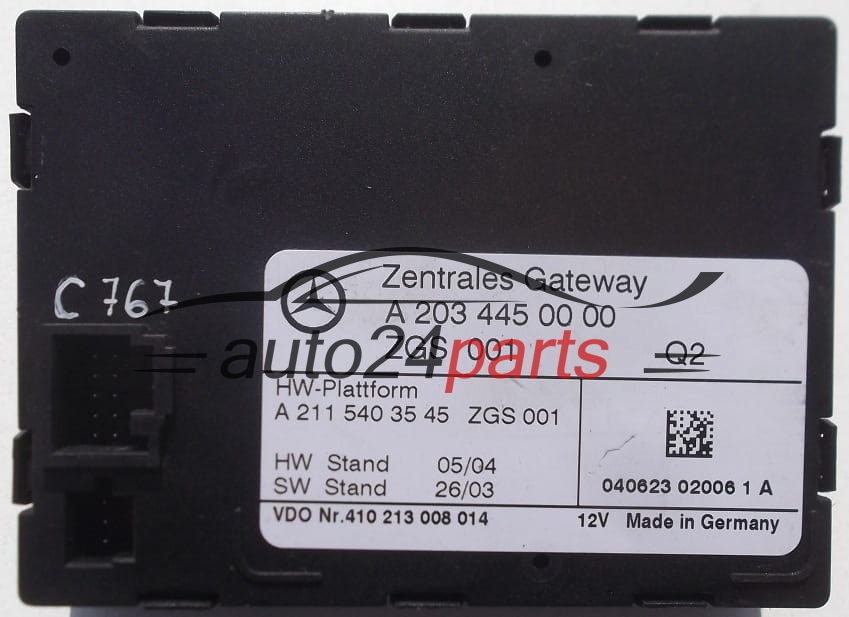 C 767
Zentrales Gateway
A 203 445 00 00
ZGS 001
Q2
auto24parts
HW-Plattform
A 211 540 35 45 ZGS 001
HW Stand 05/04
SW Stand 26/03
040623 02006 1 A
VDO Nr.410 213 008 014 12V Made in Germany